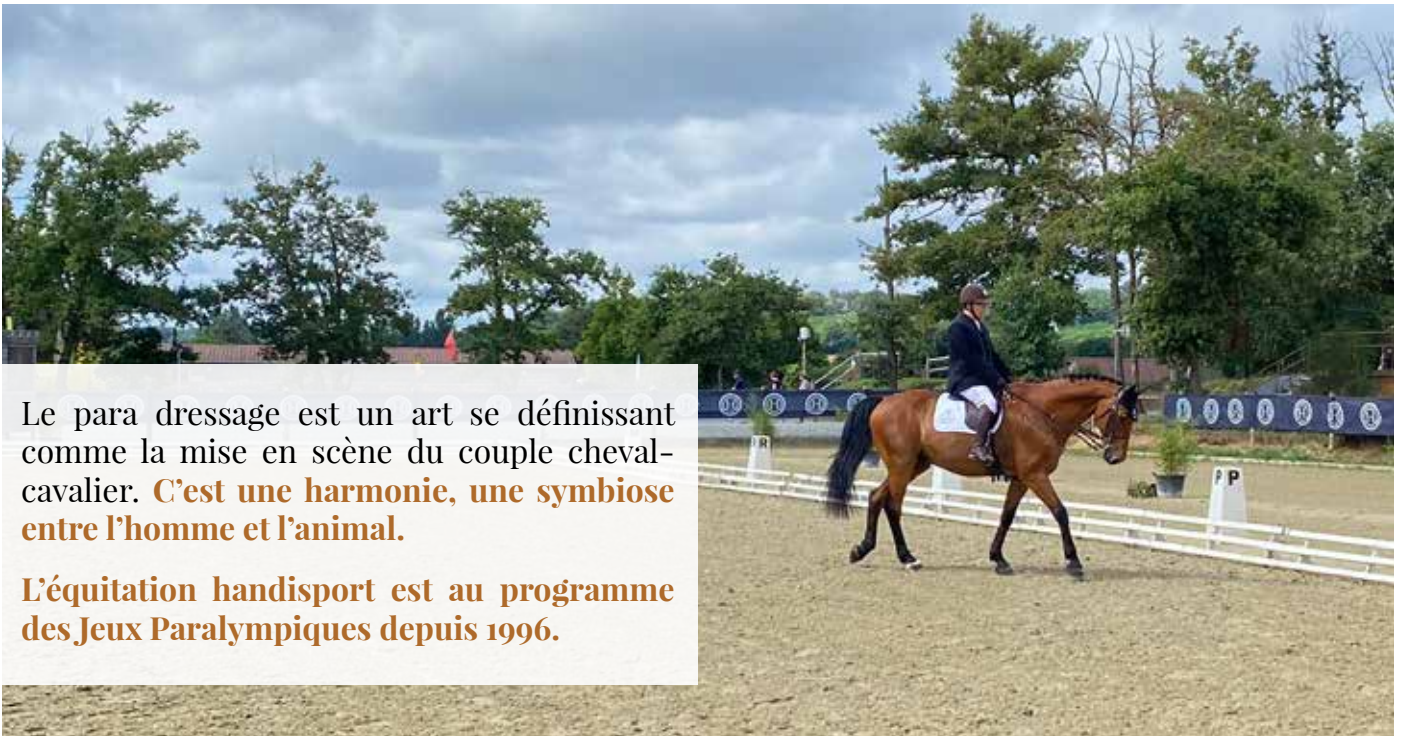 Le para dressage est un art se définissant
comme la mise en scène du couple cheval-
cavalier. C’est une harmonie, une symbiose
entre l’homme et l’animal.
L’équitation handisport est au programme
des Jeux Paralympiques depuis 1996.
R
P P